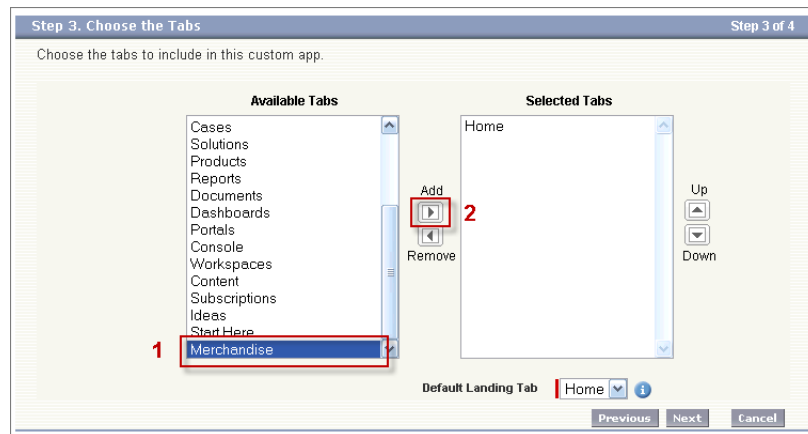 Step 3. Choose the Tabs Step 3 of 4
Choose the tabs to include in this custom app.
Available Tabs Selected Tabs
Cases
Solutions
Products
Reports
Documents
Dashboards
Portals
Console
Workspaces
Content
Subscriptions
Ideas
Start Here
Merchandise
1
Add
2
Remove
Home
Up
Down
Default Landing Tab Home
Previous Next Cancel